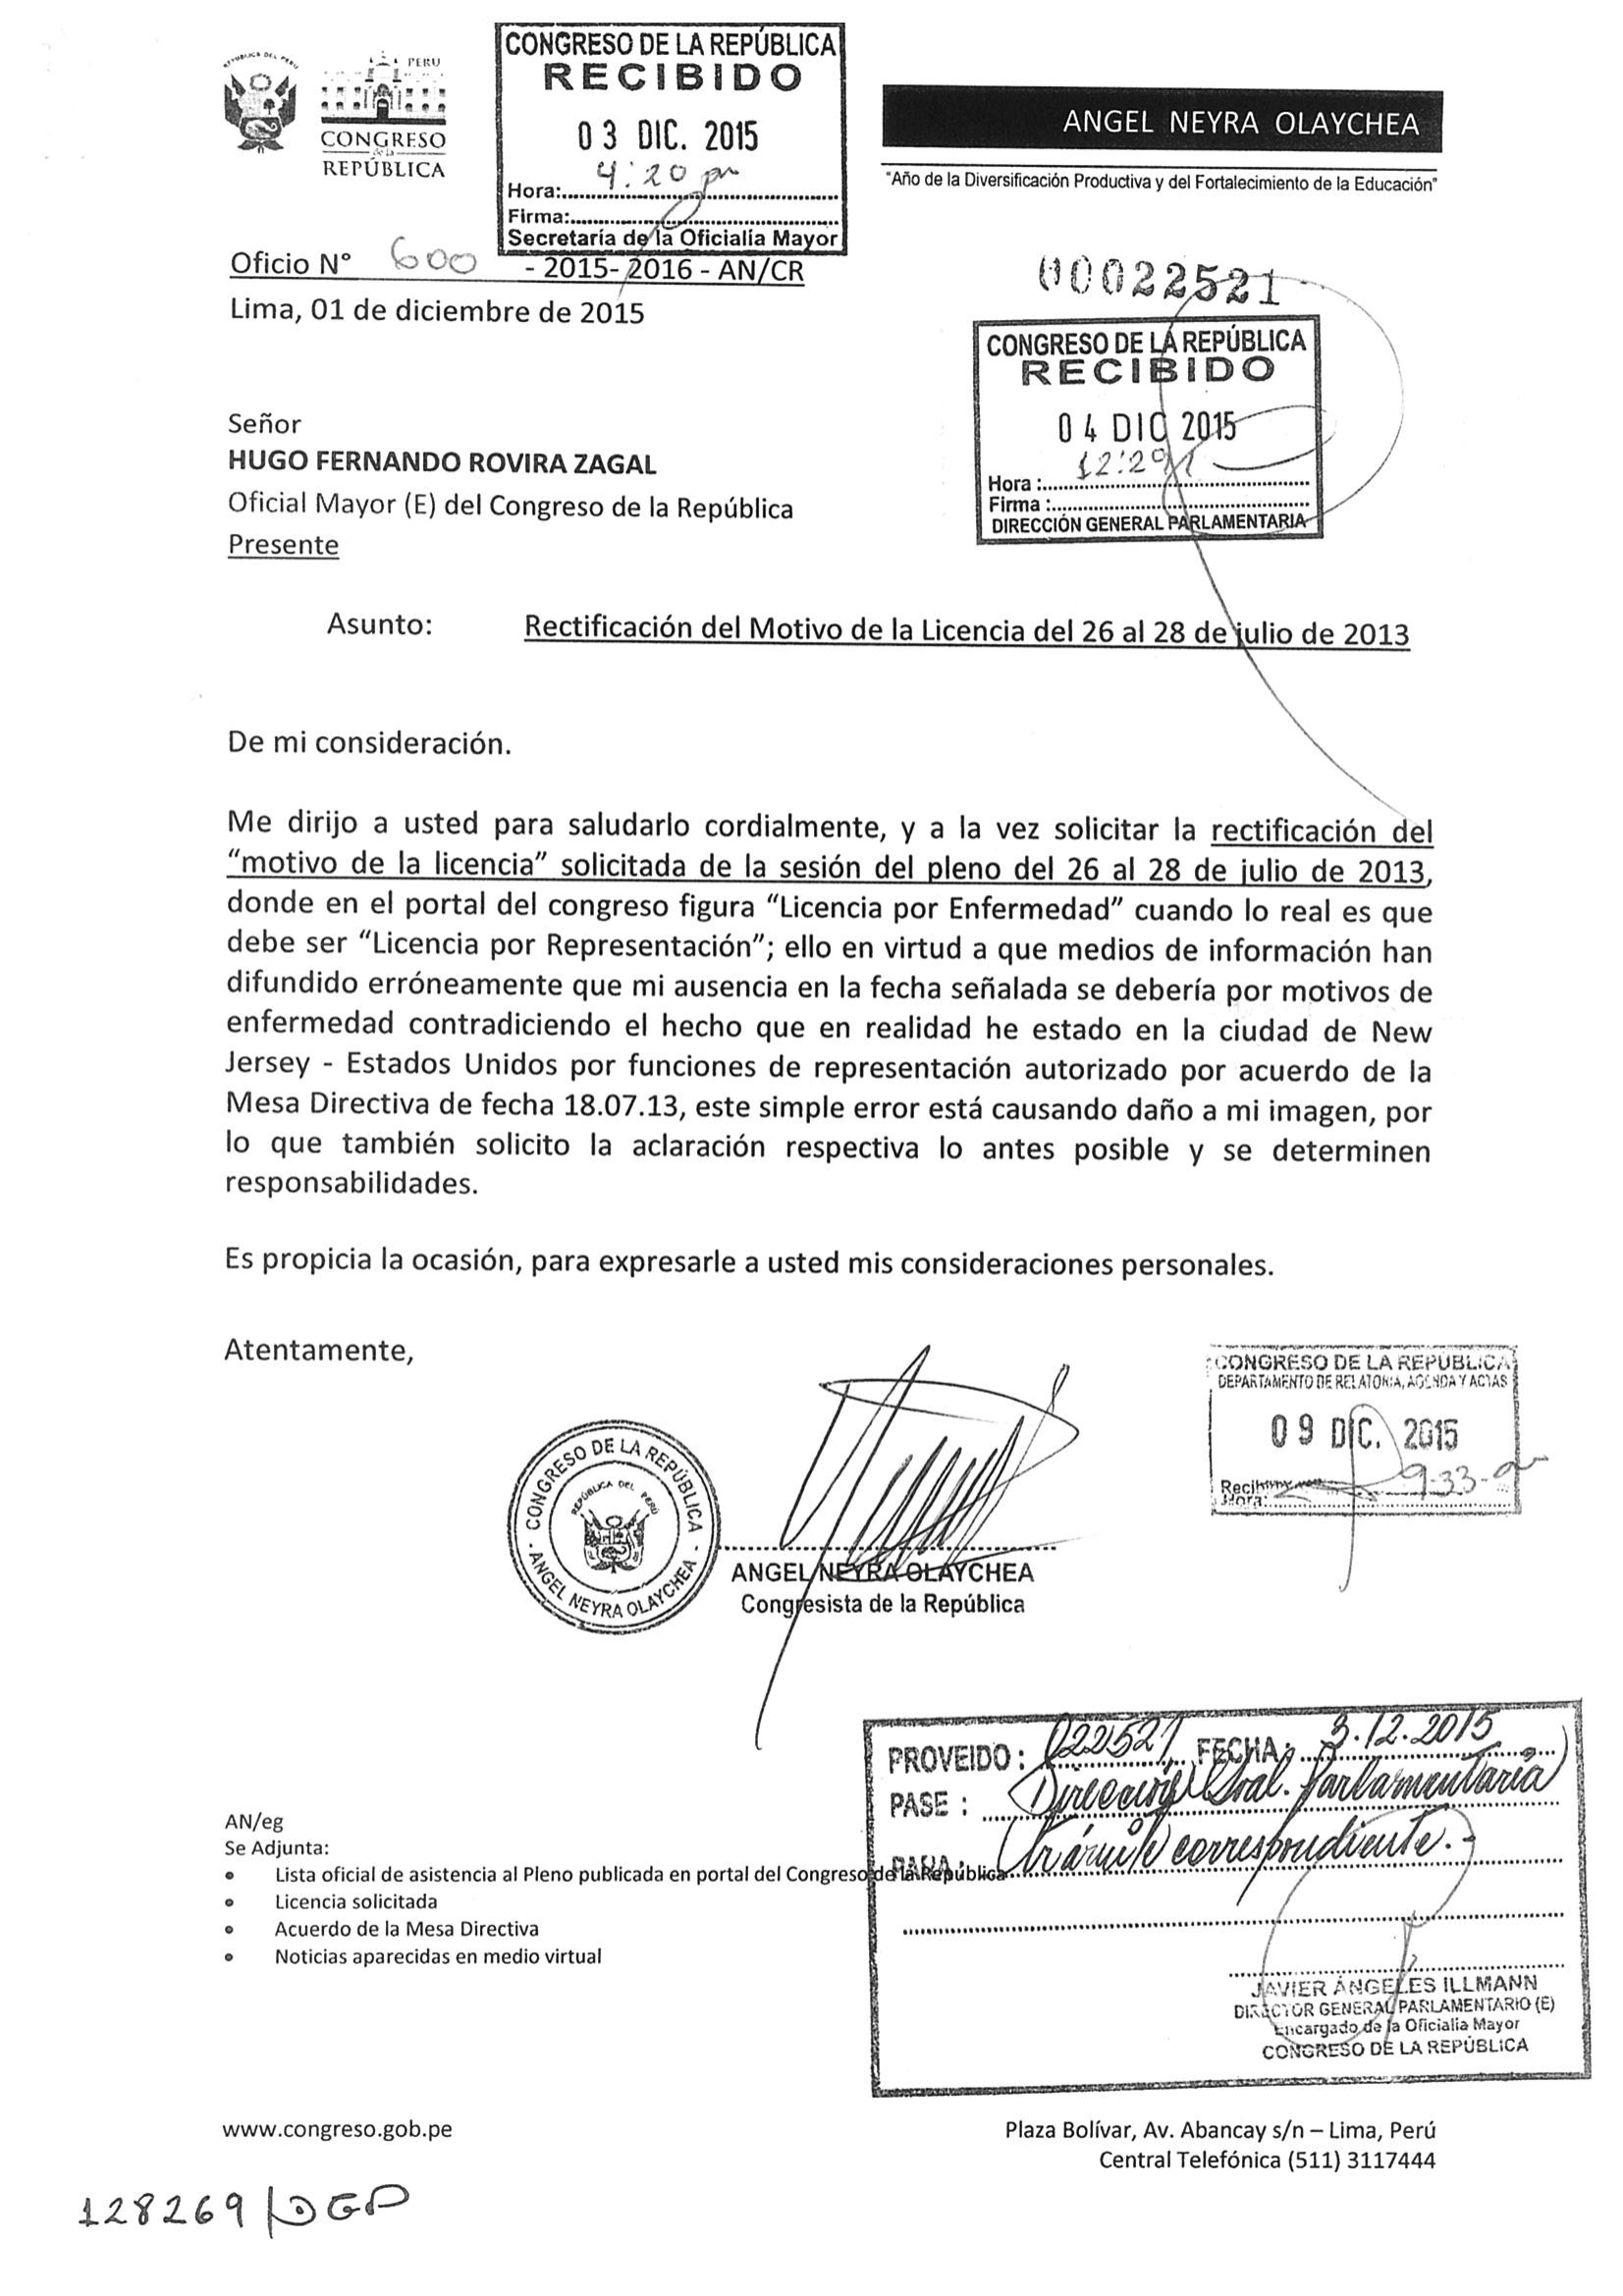 REPÚBLICA DEL PERÚ
PERU
CONGRESO
de la
REPÚBLICA
CONGRESO DE LA REPÚBLICA
RECIBIDO
03 DIC. 2015
Hora: 4:20 pm
Firma:
Secretaría de la Oficialía Mayor
ANGEL NEYRA OLAYCHEA
"Año de la Diversificación Productiva y del Fortalecimiento de la Educación"
Oficio N° 600 - 2015- 2016 - AN/CR
Lima, 01 de diciembre de 2015
00022521
CONGRESO DE LA REPÚBLICA
RECIBIDO
04 DIC 2015
Hora :
Firma :
DIRECCIÓN GENERAL PARLAMENTARIA
Señor
HUGO FERNANDO ROVIRA ZAGAL
Oficial Mayor (E) del Congreso de la República
Presente
Asunto: Rectificación del Motivo de la Licencia del 26 al 28 de julio de 2013
De mi consideración.
Me dirijo a usted para saludarlo cordialmente, y a la vez solicitar la rectificación del
“motivo de la licencia” solicitada de la sesión del pleno del 26 al 28 de julio de 2013,
donde en el portal del congreso figura “Licencia por Enfermedad” cuando lo real es que
debe ser “Licencia por Representación”; ello en virtud a que medios de información han
difundido erróneamente que mi ausencia en la fecha señalada se debería por motivos de
enfermedad contradiciendo el hecho que en realidad he estado en la ciudad de New
Jersey - Estados Unidos por funciones de representación autorizado por acuerdo de la
Mesa Directiva de fecha 18.07.13, este simple error está causando daño a mi imagen, por
lo que también solicito la aclaración respectiva lo antes posible y se determinen
responsabilidades.
Es propicia la ocasión, para expresarle a usted mis consideraciones personales.
Atentamente,
CONGRESO DE LA REPÚBLICA
DEPARTAMENTO DE RELATORIA, AGENDA Y ACTAS
09 DIC. 2015
9-33-a
Hora:
CONGRESO DE LA REPÚBLICA
- ANGEL NEYRA OLAYCHEA -
REPÚBLICA DEL PERÚ
ANGEL NEYRA OLAYCHEA
Congresista de la República
PROVEIDO : 022521 FECHA : 3.12.2015
PASE : Dirección Gral. Parlamentaria
PARA : trámite correspondiente.-
JAVIER ÁNGELES ILLMANN
DIRECTOR GENERAL PARLAMENTARIO (E)
Encargado de la Oficialía Mayor
CONGRESO DE LA REPÚBLICA
AN/eg
Se Adjunta:
• Lista oficial de asistencia al Pleno publicada en portal del Congreso de la República
• Licencia solicitada
• Acuerdo de la Mesa Directiva
• Noticias aparecidas en medio virtual
www.congreso.gob.pe
Plaza Bolívar, Av. Abancay s/n – Lima, Perú
Central Telefónica (511) 3117444
128269/DGP